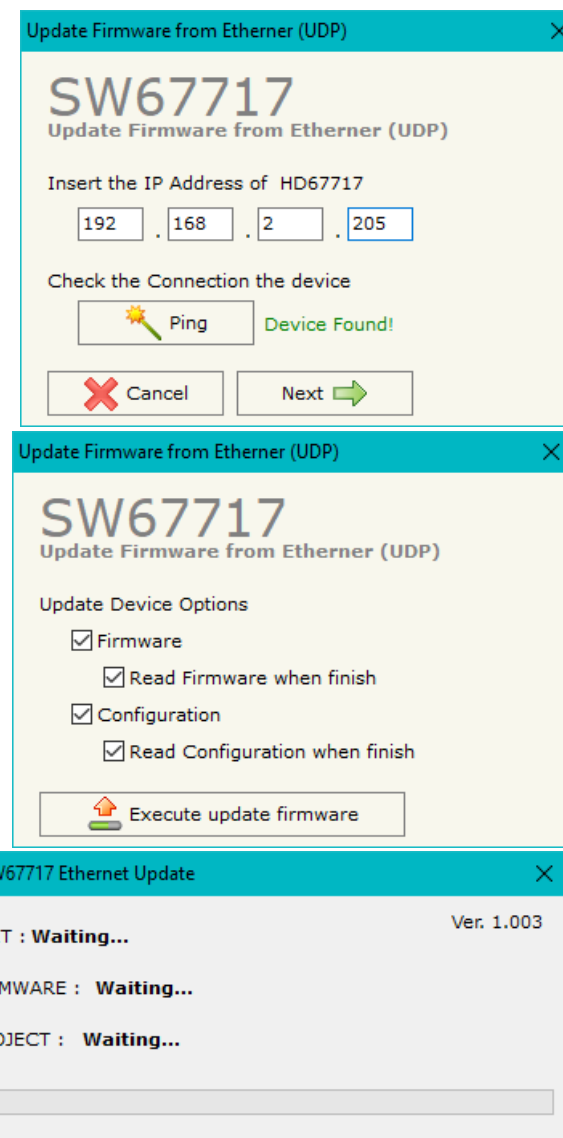 Update Firmware from Etherner (UDP)
SW67717
Update Firmware from Etherner (UDP)
Insert the IP Address of HD67717
192 . 168 . 2 . 205
Check the Connection the device
Ping Device Found!
Cancel Next
Update Firmware from Etherner (UDP)
SW67717
Update Firmware from Etherner (UDP)
Update Device Options
Firmware
Read Firmware when finish
Configuration
Read Configuration when finish
Execute update firmware
W67717 Ethernet Update
Ver. 1.003
T : Waiting...
MWARE : Waiting...
OJECT : Waiting...